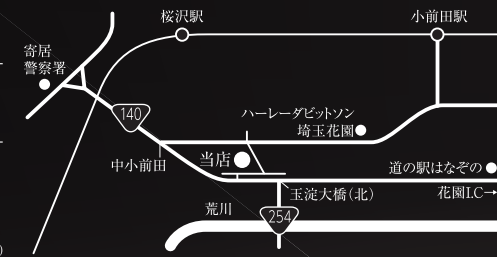 桜沢駅
小前田駅
寄居
警察署
140
ハーレーダビットソン
埼玉花園
当店
中小前田
道の駅はなぞの
玉淀大橋(北)
花園I.C→
荒川
254
)